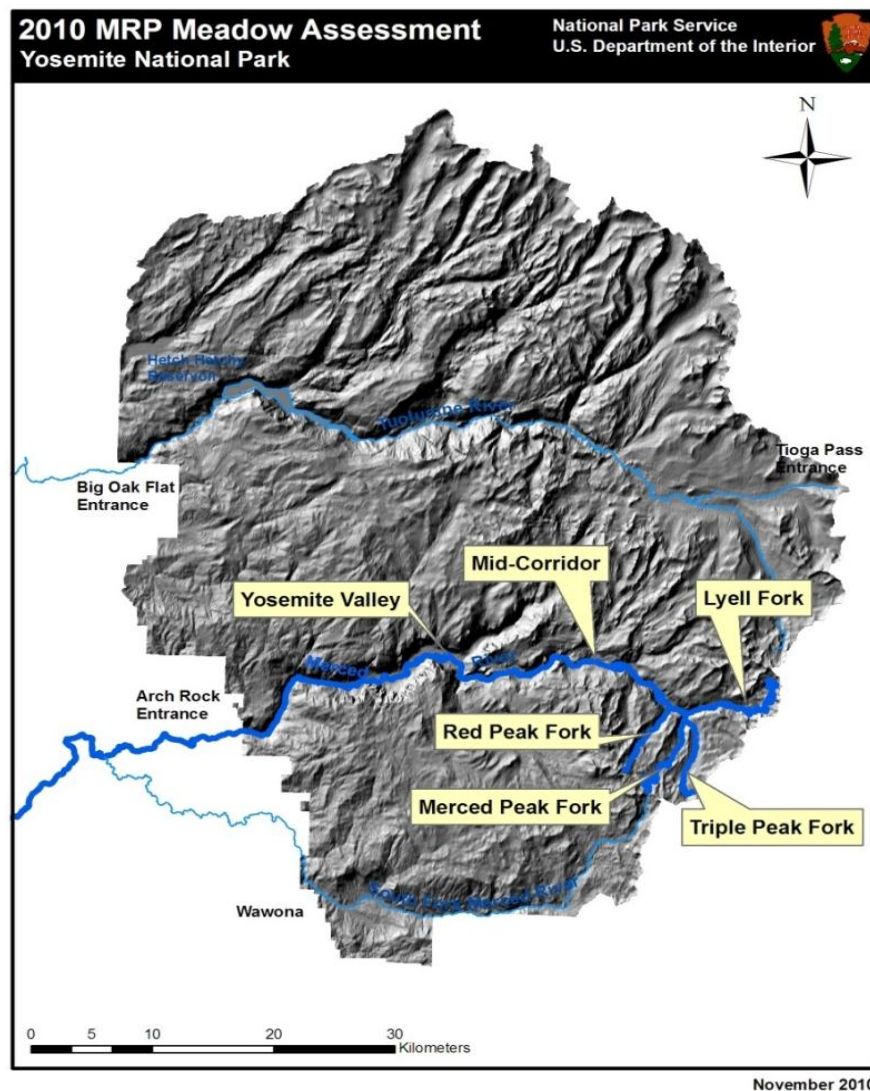 2010 MRP Meadow Assessment
Yosemite National Park
National Park Service
U.S. Department of the Interior
N
Hetch Hetchy
Reservoir
Tuolumne River
Tioga Pass
Entrance
Big Oak Flat
Entrance
Mid-Corridor
Yosemite Valley
Lyell Fork
Merced River
Arch Rock
Entrance
Red Peak Fork
Merced Peak Fork
Triple Peak Fork
South Fork Merced River
Wawona
0 5 10 20 30
Kilometers
November 2010